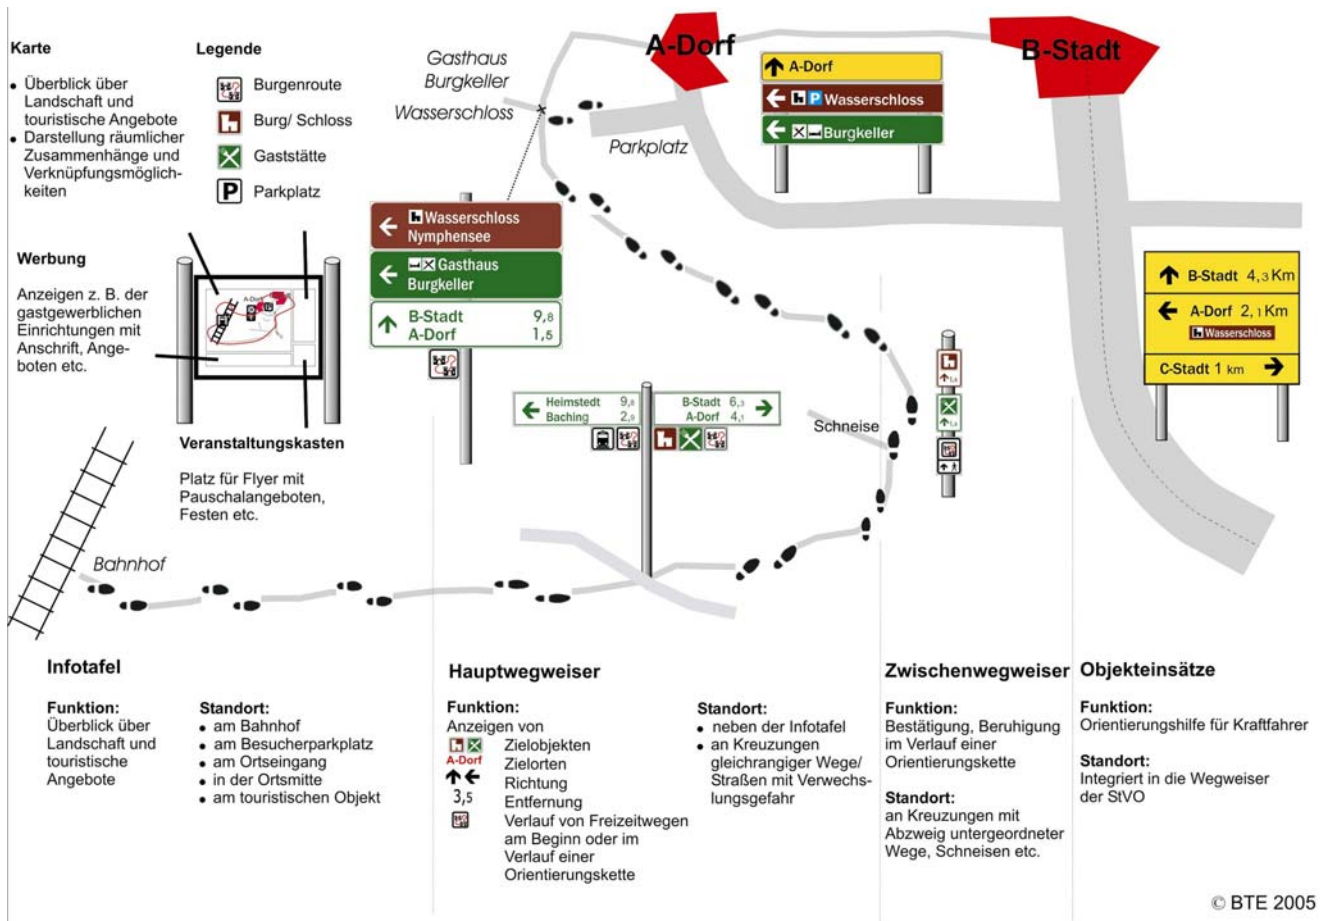 Karte
• Überblick über
Landschaft und
touristische Angebote
• Darstellung räumlicher
Zusammenhänge und
Verknüpfungsmöglich-
keiten
Legende
Burgenroute
Burg/ Schloss
Gaststätte
P Parkplatz
Werbung
Anzeigen z. B. der
gastgewerblichen
Einrichtungen mit
Anschrift, Ange-
boten etc.
A-Dorf
Veranstaltungskasten
Platz für Flyer mit
Pauschalangeboten,
Festen etc.
Bahnhof
Gasthaus
Burgkeller
Wasserschloss
Parkplatz
A-Dorf
B-Stadt
A-Dorf
P Wasserschloss
Burgkeller
Wasserschloss
Nymphensee
Gasthaus
Burgkeller
B-Stadt 9,8
A-Dorf 1,5
Heimstedt 9,8
Baching 2,9
B-Stadt 6,3
A-Dorf 4,1
Schneise
B-Stadt 4,3 Km
A-Dorf 2,1 Km
Wasserschloss
C-Stadt 1 km
Infotafel
Funktion:
Überblick über
Landschaft und
touristische
Angebote
Standort:
• am Bahnhof
• am Besucherparkplatz
• am Ortseingang
• in der Ortsmitte
• am touristischen Objekt
Hauptwegweiser
Funktion:
Anzeigen von
Zielobjekten
A-Dorf Zielorten
Richtung
3,5 Entfernung
Verlauf von Freizeitwegen
am Beginn oder im
Verlauf einer
Orientierungskette
Standort:
• neben der Infotafel
• an Kreuzungen
gleichrangiger Wege/
Straßen mit Verwechs-
lungsgefahr
Zwischenwegweiser
Funktion:
Bestätigung, Beruhigung
im Verlauf einer
Orientierungskette
Standort:
an Kreuzungen mit
Abzweig untergeordneter
Wege, Schneisen etc.
Objekteinsätze
Funktion:
Orientierungshilfe für Kraftfahrer
Standort:
Integriert in die Wegweiser
der StVO
© BTE 2005